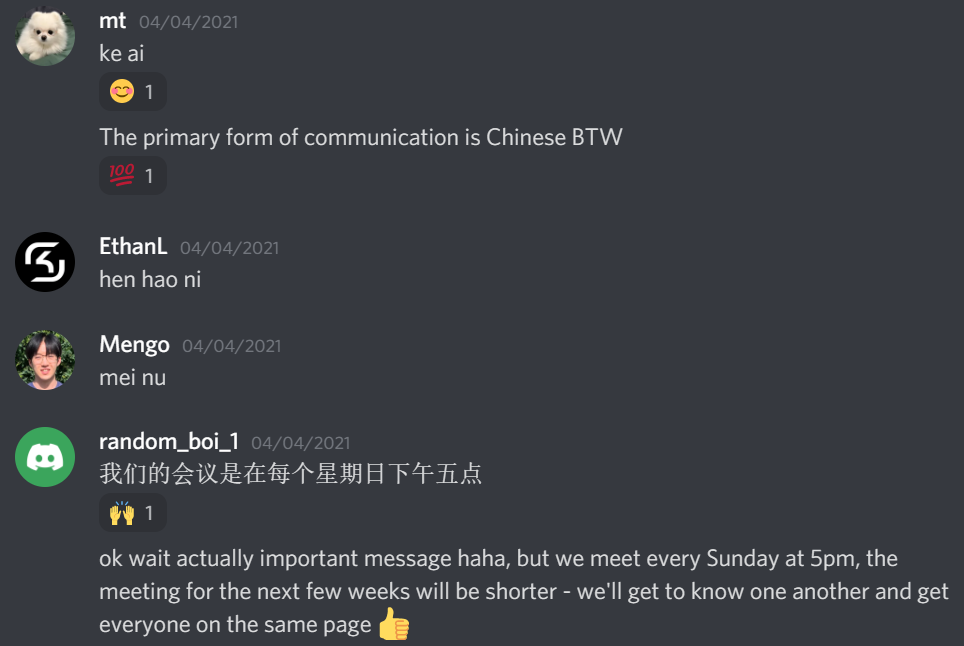 mt 04/04/2021
ke ai
😊 1
The primary form of communication is Chinese BTW
💯 1
EthanL 04/04/2021
hen hao ni
Mengo 04/04/2021
mei nu
random_boi_1 04/04/2021
我们的会议是在每个星期日下午五点
🙌 1
ok wait actually important message haha, but we meet every Sunday at 5pm, the
meeting for the next few weeks will be shorter - we'll get to know one another and get
everyone on the same page 👍